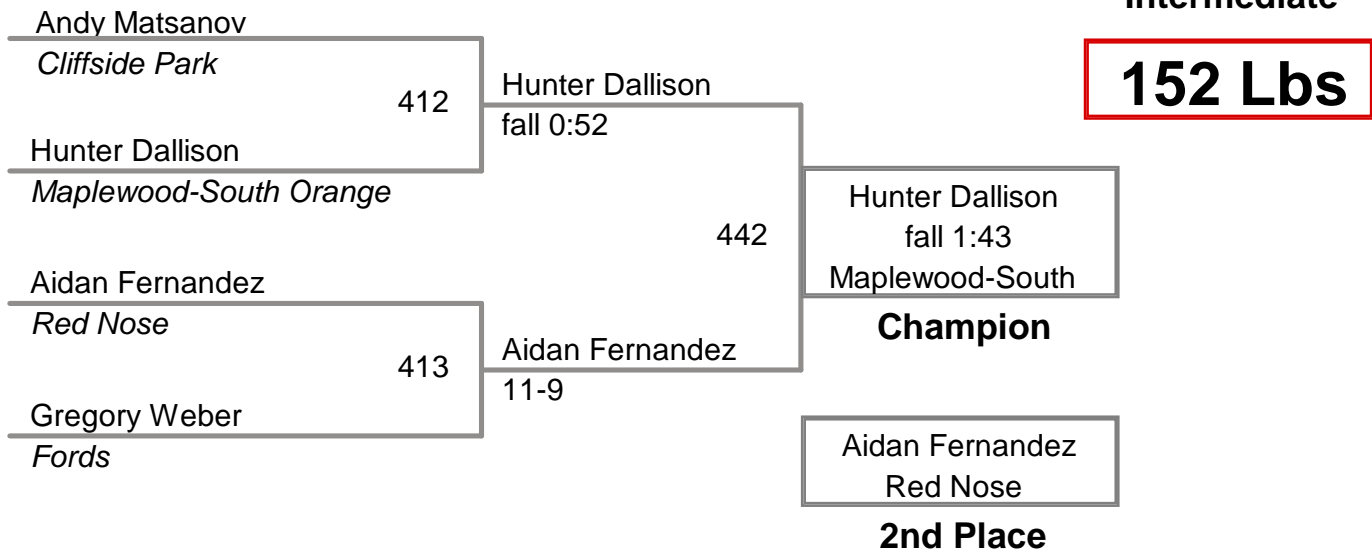 Intermediate
152 Lbs
Andy Matsanov
Cliffside Park
412
Hunter Dallison
Maplewood-South Orange
Hunter Dallison
fall 0:52
Aidan Fernandez
Red Nose
413
Gregory Weber
Fords
Aidan Fernandez
11-9
442
Hunter Dallison
fall 1:43
Maplewood-South
Champion
Aidan Fernandez
Red Nose
2nd Place